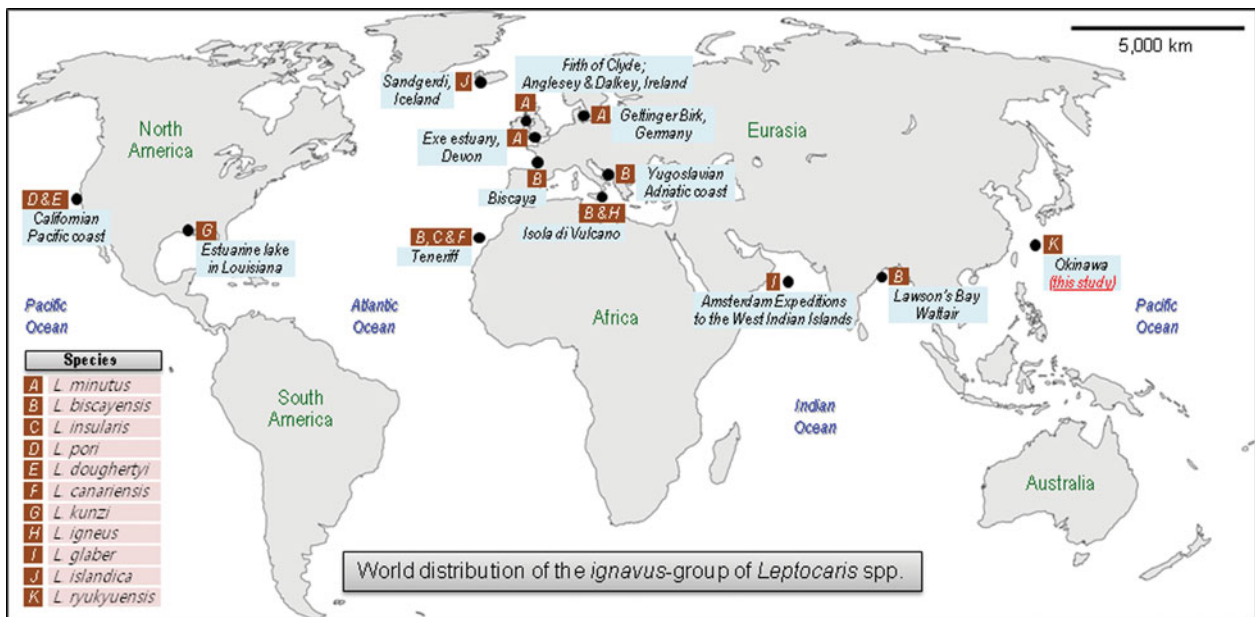 5,000 km
Firth of Clyde;
Anglesey & Dalkey, Ireland
Sandgerdi,
Iceland
J
A
A
Gettinger Birk,
Germany
Eurasia
North
America
Exe estuary,
Devon
A
B
Biscaya
B
Yugoslavian
Adriatic coast
D & E
Californian
Pacific coast
G
Estuarine lake
in Louisiana
B, C & F
Teneriff
B & H
Isola di Vulcano
K
Okinawa
(this study)
I
Amsterdam Expeditions
to the West Indian Islands
B
Lawson's Bay
Waltair
Pacific
Ocean
Atlantic
Ocean
Africa
Pacific
Ocean
Species
A L. minutus
B L. biscayensis
C L. insularis
D L. pori
E L. doughertyi
F L. canariensis
G L. kunzi
H L. igneus
I L. glaber
J L. islandica
K L. ryukyuensis
South
America
Indian
Ocean
Australia
World distribution of the ignavus-group of Leptocaris spp.